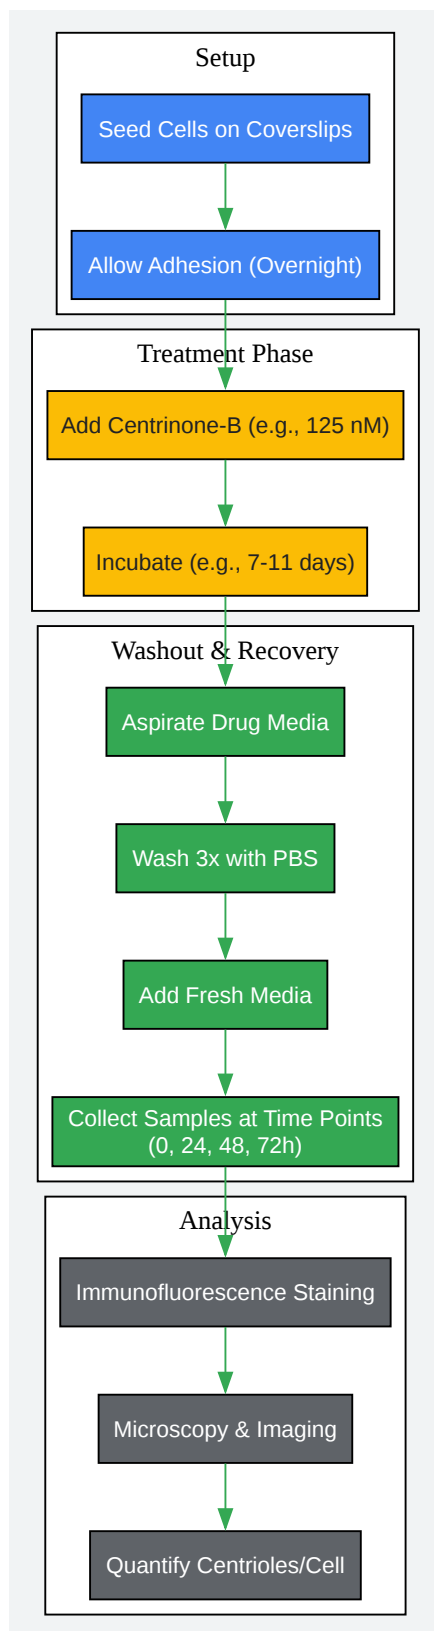 Setup
Seed Cells on Coverslips
Allow Adhesion (Overnight)
Treatment Phase
Add Centrinone-B (e.g., 125 nM)
Incubate (e.g., 7-11 days)
Washout & Recovery
Aspirate Drug Media
Wash 3x with PBS
Add Fresh Media
Collect Samples at Time Points
(0, 24, 48, 72h)
Analysis
Immunofluorescence Staining
Microscopy & Imaging
Quantify Centrioles/Cell